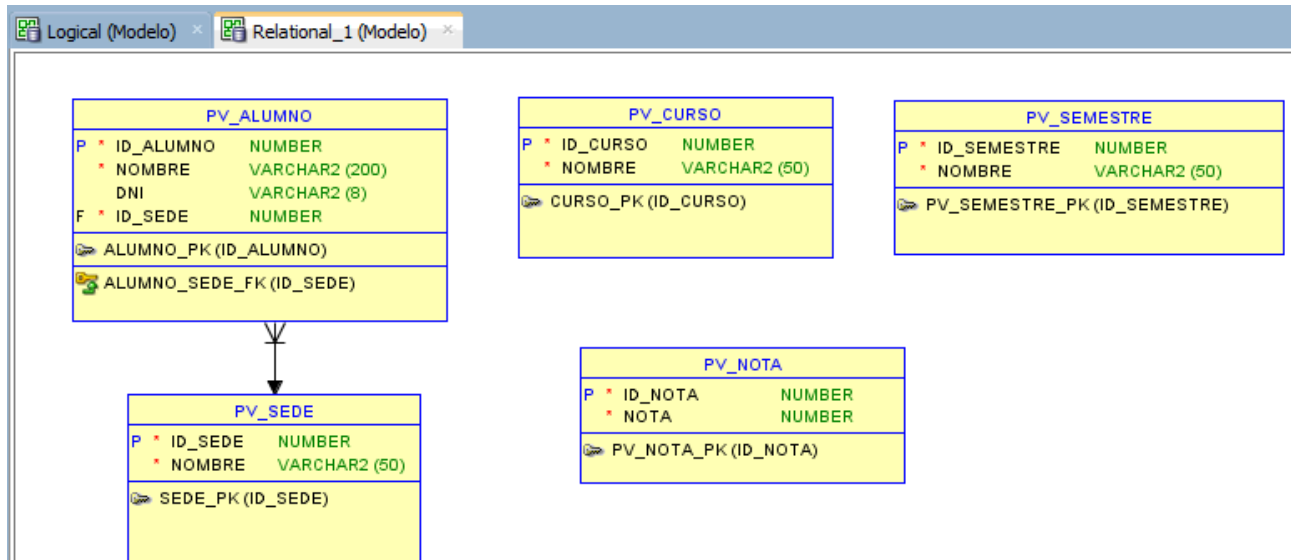 Logical (Modelo) × Relational_1 (Modelo) ×
PV_ALUMNO
P * ID_ALUMNO NUMBER
* NOMBRE VARCHAR2 (200)
DNI VARCHAR2 (8)
F * ID_SEDE NUMBER
ALUMNO_PK (ID_ALUMNO)
ALUMNO_SEDE_FK (ID_SEDE)
PV_CURSO
P * ID_CURSO NUMBER
* NOMBRE VARCHAR2 (50)
CURSO_PK (ID_CURSO)
PV_SEMESTRE
P * ID_SEMESTRE NUMBER
* NOMBRE VARCHAR2 (50)
PV_SEMESTRE_PK (ID_SEMESTRE)
PV_SEDE
P * ID_SEDE NUMBER
* NOMBRE VARCHAR2 (50)
SEDE_PK (ID_SEDE)
PV_NOTA
P * ID_NOTA NUMBER
* NOTA NUMBER
PV_NOTA_PK (ID_NOTA)